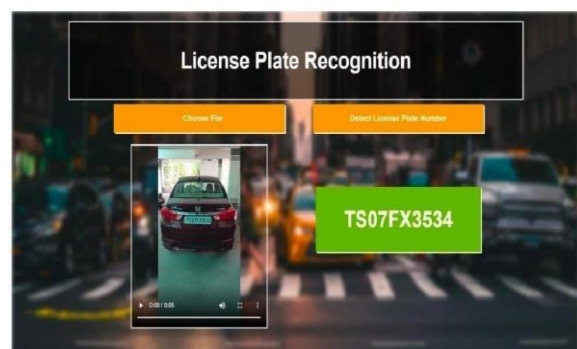 License Plate Recognition
Choose File
Detect License Plate Number
TS07FX3534
0:00 / 0:05